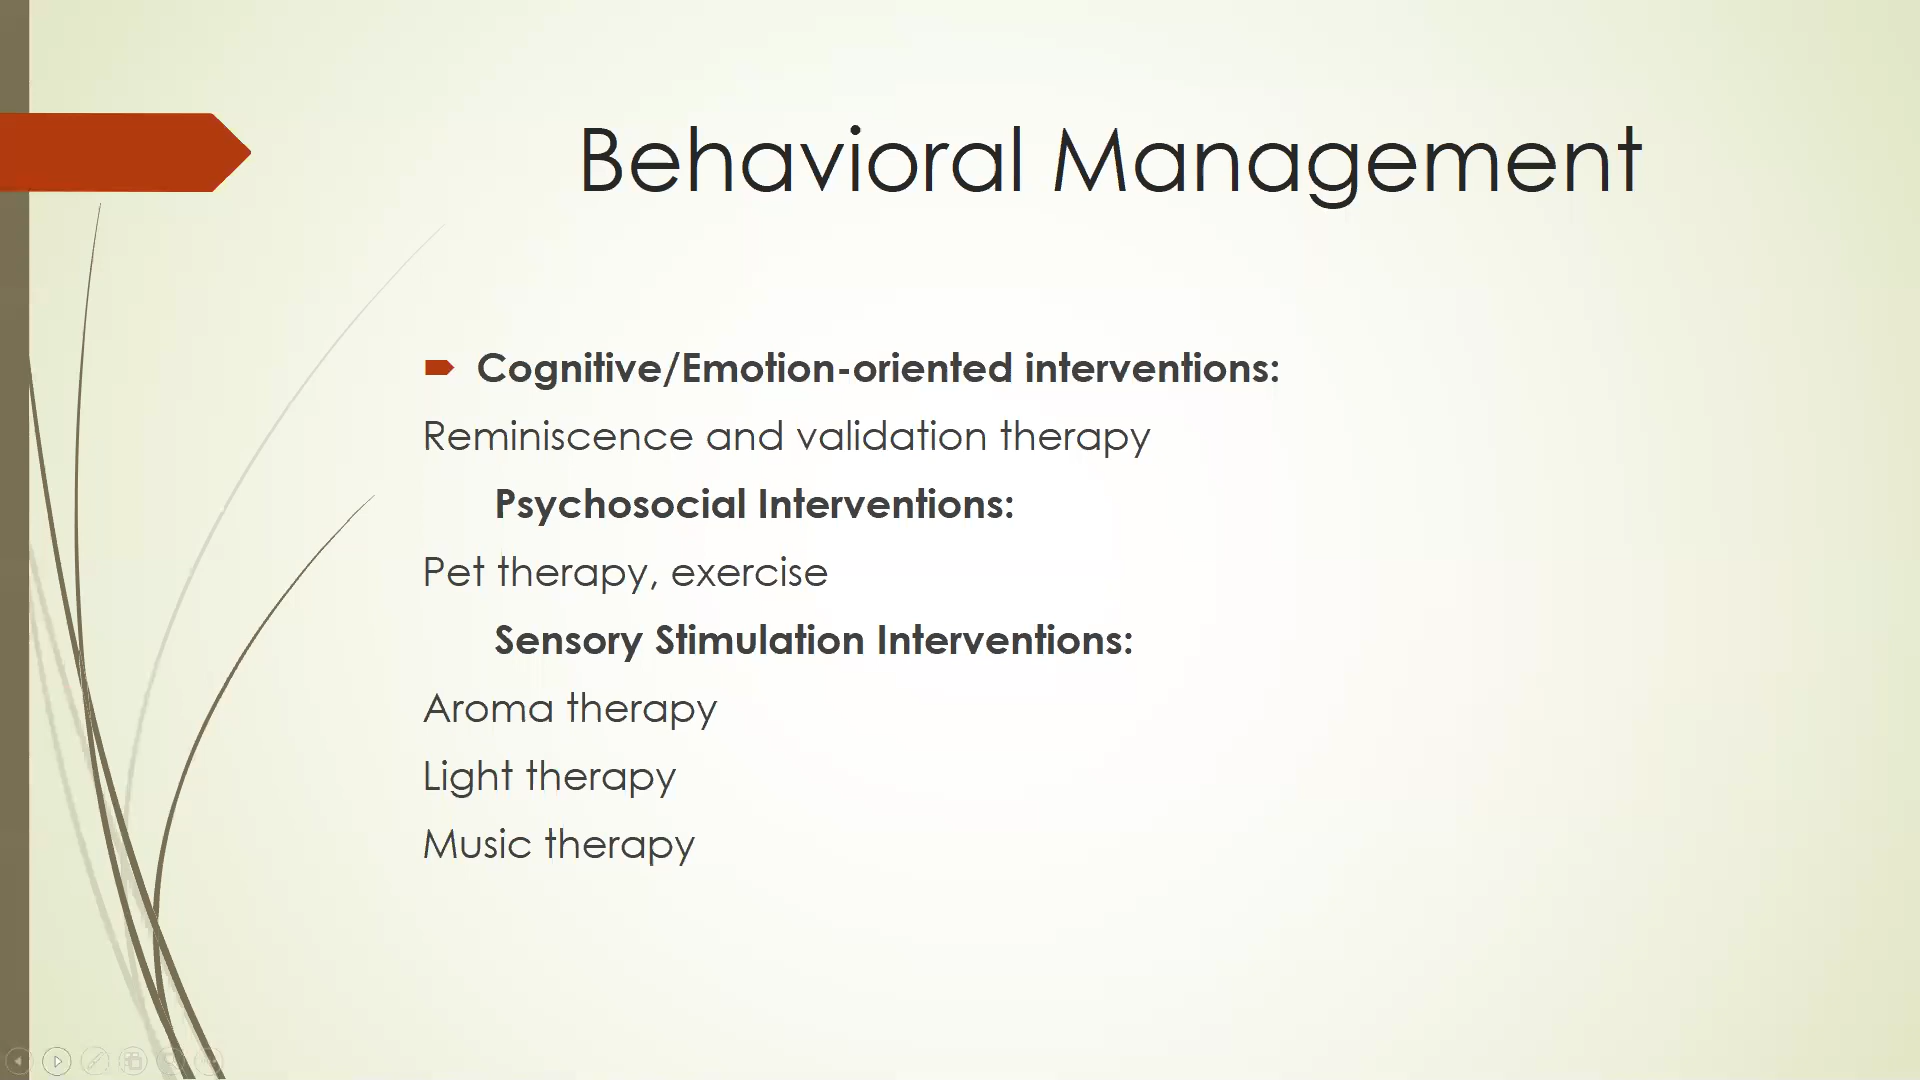 Behavioral Management
Cognitive/Emotion-oriented interventions:
Reminiscence and validation therapy
Psychosocial Interventions:
Pet therapy, exercise
Sensory Stimulation Interventions:
Aroma therapy
Light therapy
Music therapy